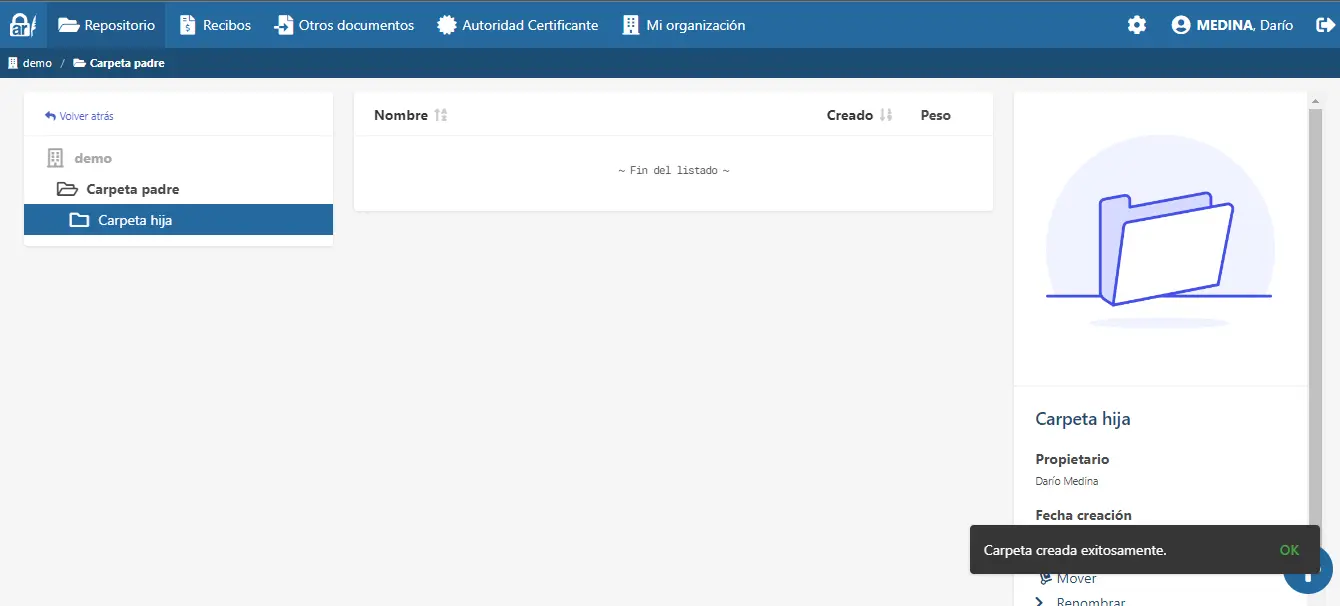 ar
Repositorio
Recibos
Otros documentos
Autoridad Certificante
Mi organización
MEDINA, Darío
demo / Carpeta padre
Volver atrás
demo
Carpeta padre
Carpeta hija
Nombre
Creado
Peso
~ Fin del listado ~
Carpeta hija
Propietario
Darío Medina
Fecha creación
Carpeta creada exitosamente.
OK
Mover
Renombrar